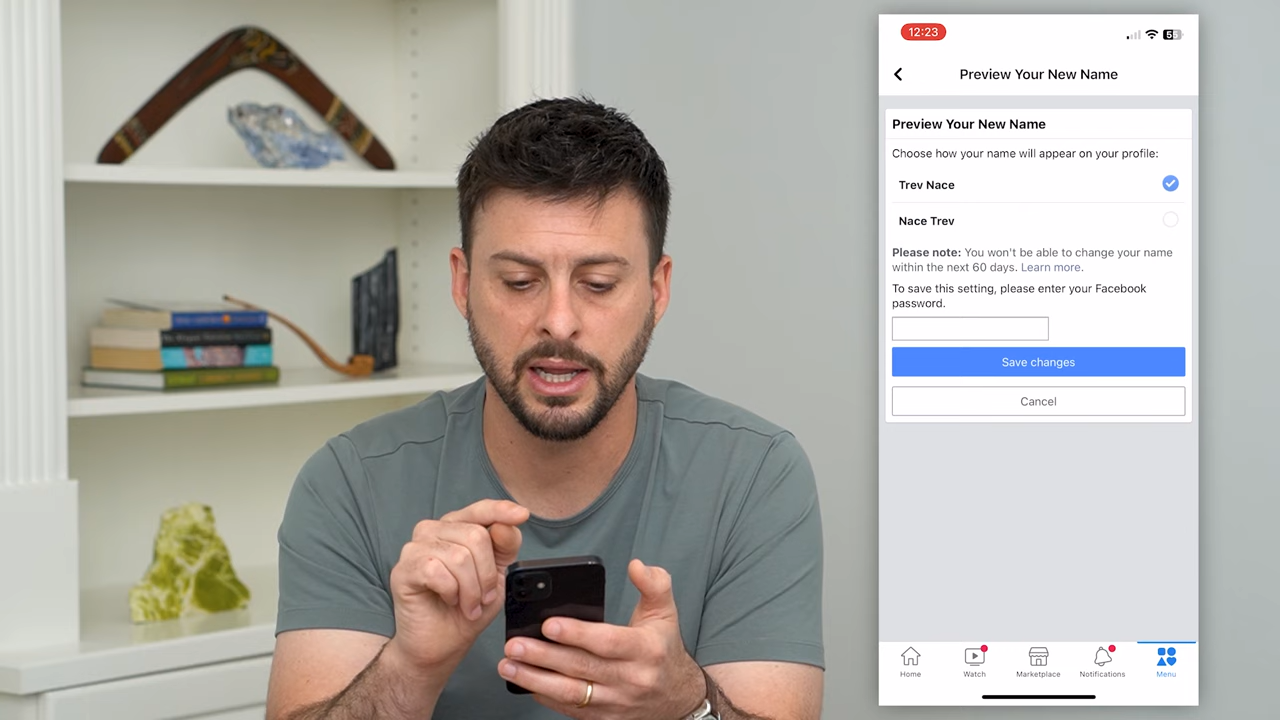 12:23
55
Preview Your New Name
Preview Your New Name
Choose how your name will appear on your profile:
Trev Nace
Nace Trev
Please note: You won't be able to change your name
within the next 60 days. Learn more.
To save this setting, please enter your Facebook
password.
Save changes
Cancel
Home
Watch
Marketplace
Notifications
Menu